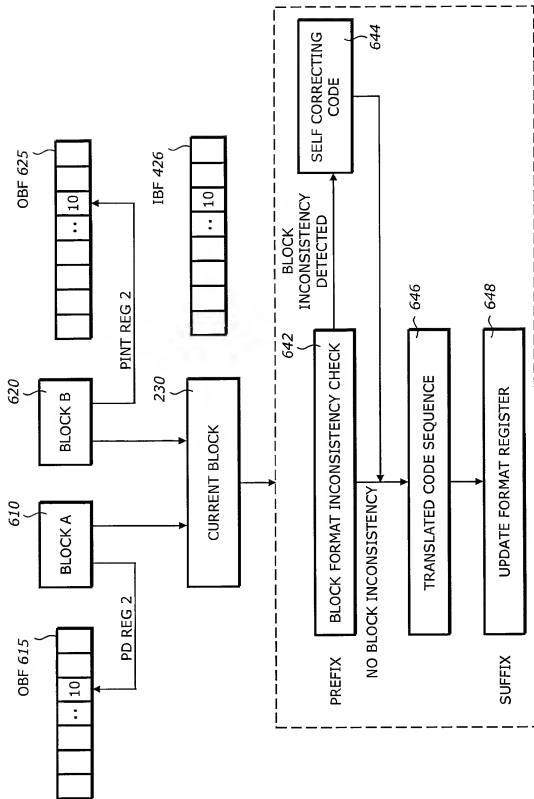 OBF 615
10
..
PD REG 2
610
BLOCK A
620
BLOCK B
PINT REG 2
OBF 625
10
..
230
CURRENT BLOCK
IBF 426
10
..
PREFIX
642
BLOCK FORMAT INCONSISTENCY CHECK
BLOCK
INCONSISTENCY
DETECTED
644
SELF CORRECTING
CODE
NO BLOCK INCONSISTENCY
646
TRANSLATED CODE SEQUENCE
SUFFIX
648
UPDATE FORMAT REGISTER